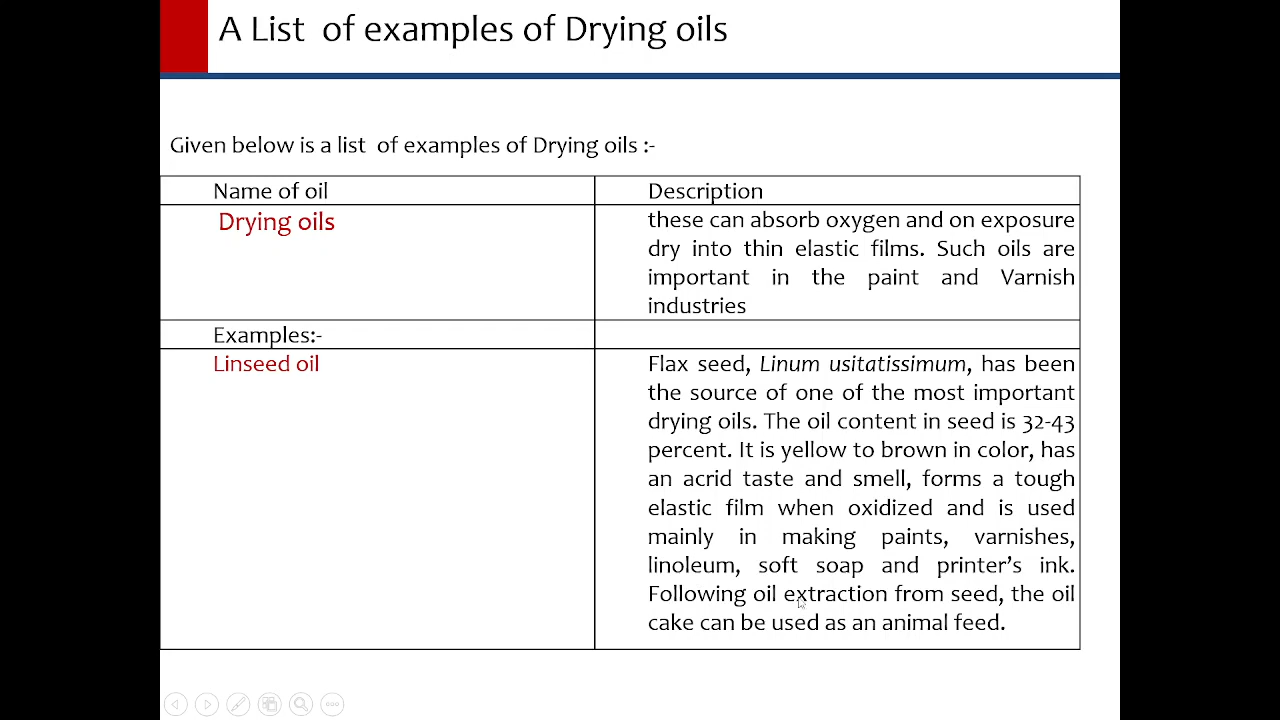 A List of examples of Drying oils
Given below is a list of examples of Drying oils :-
Name of oil
Description
Drying oils
these can absorb oxygen and on exposure
dry into thin elastic films. Such oils are
important in the paint and Varnish
industries
Examples:-
Linseed oil
Flax seed, Linum usitatissimum, has been
the source of one of the most important
drying oils. The oil content in seed is 32-43
percent. It is yellow to brown in color, has
an acrid taste and smell, forms a tough
elastic film when oxidized and is used
mainly in making paints, varnishes,
linoleum, soft soap and printer’s ink.
Following oil extraction from seed, the oil
cake can be used as an animal feed.